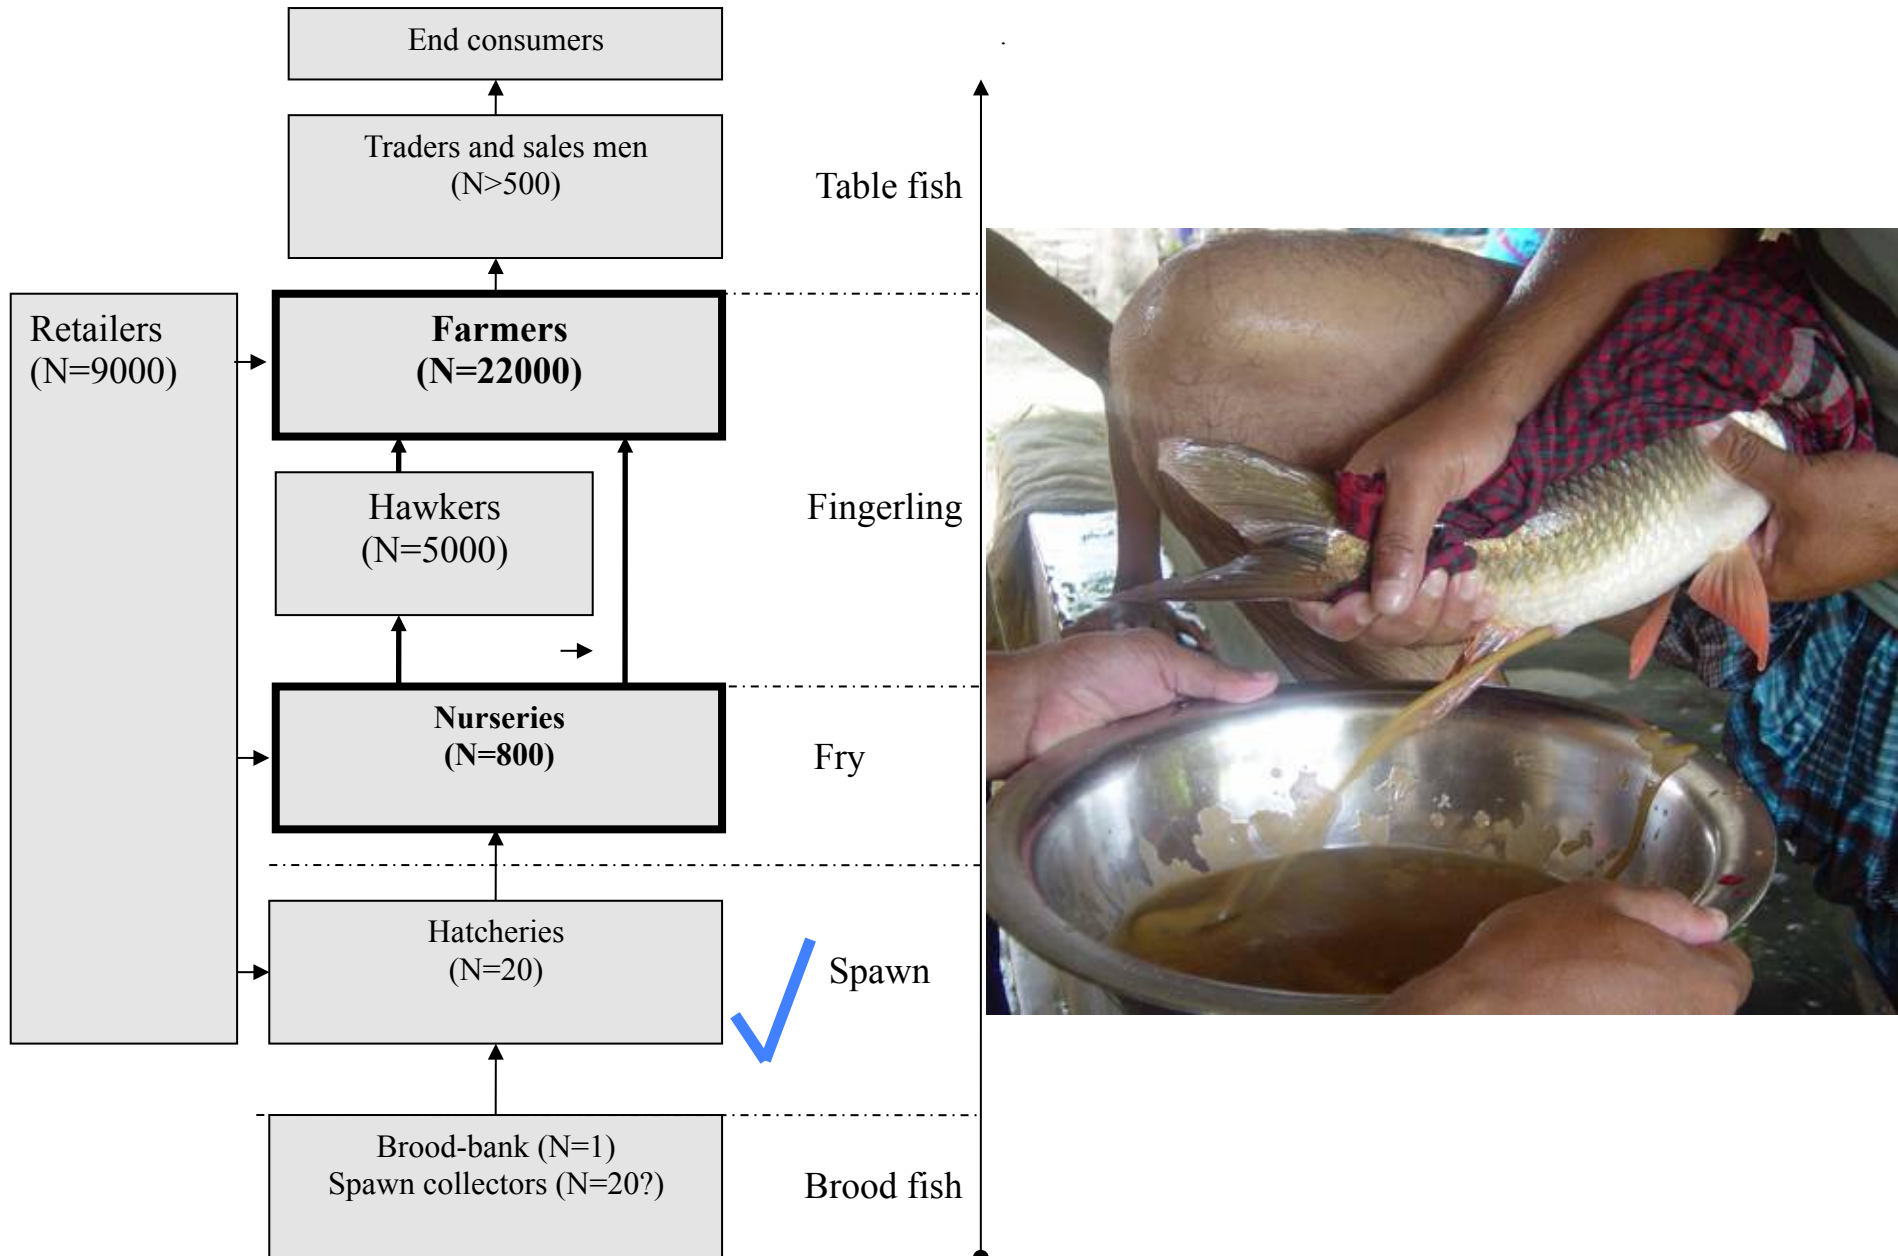 End consumers
Traders and sales men
(N>500)
Table fish
Retailers
(N=9000)
Farmers
(N=22000)
Hawkers
(N=5000)
Fingerling
Nurseries
(N=800)
Fry
Hatcheries
(N=20)
Spawn
Brood-bank (N=1)
Spawn collectors (N=20?)
Brood fish